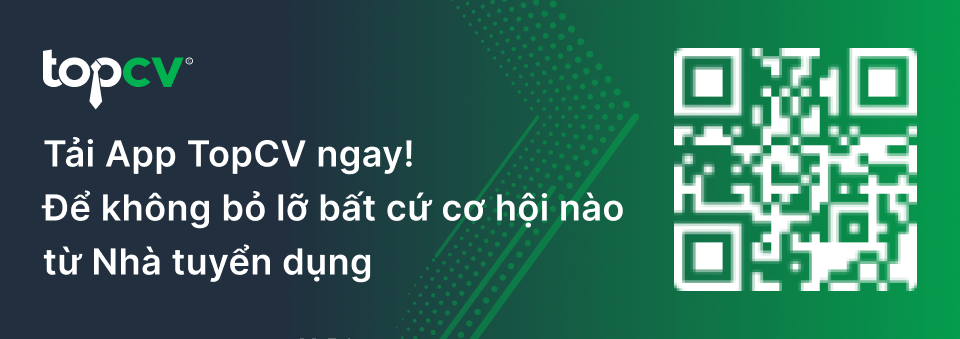 topcv
Tải App TopCV ngay!
Để không bỏ lỡ bất cứ cơ hội nào
từ Nhà tuyển dụng